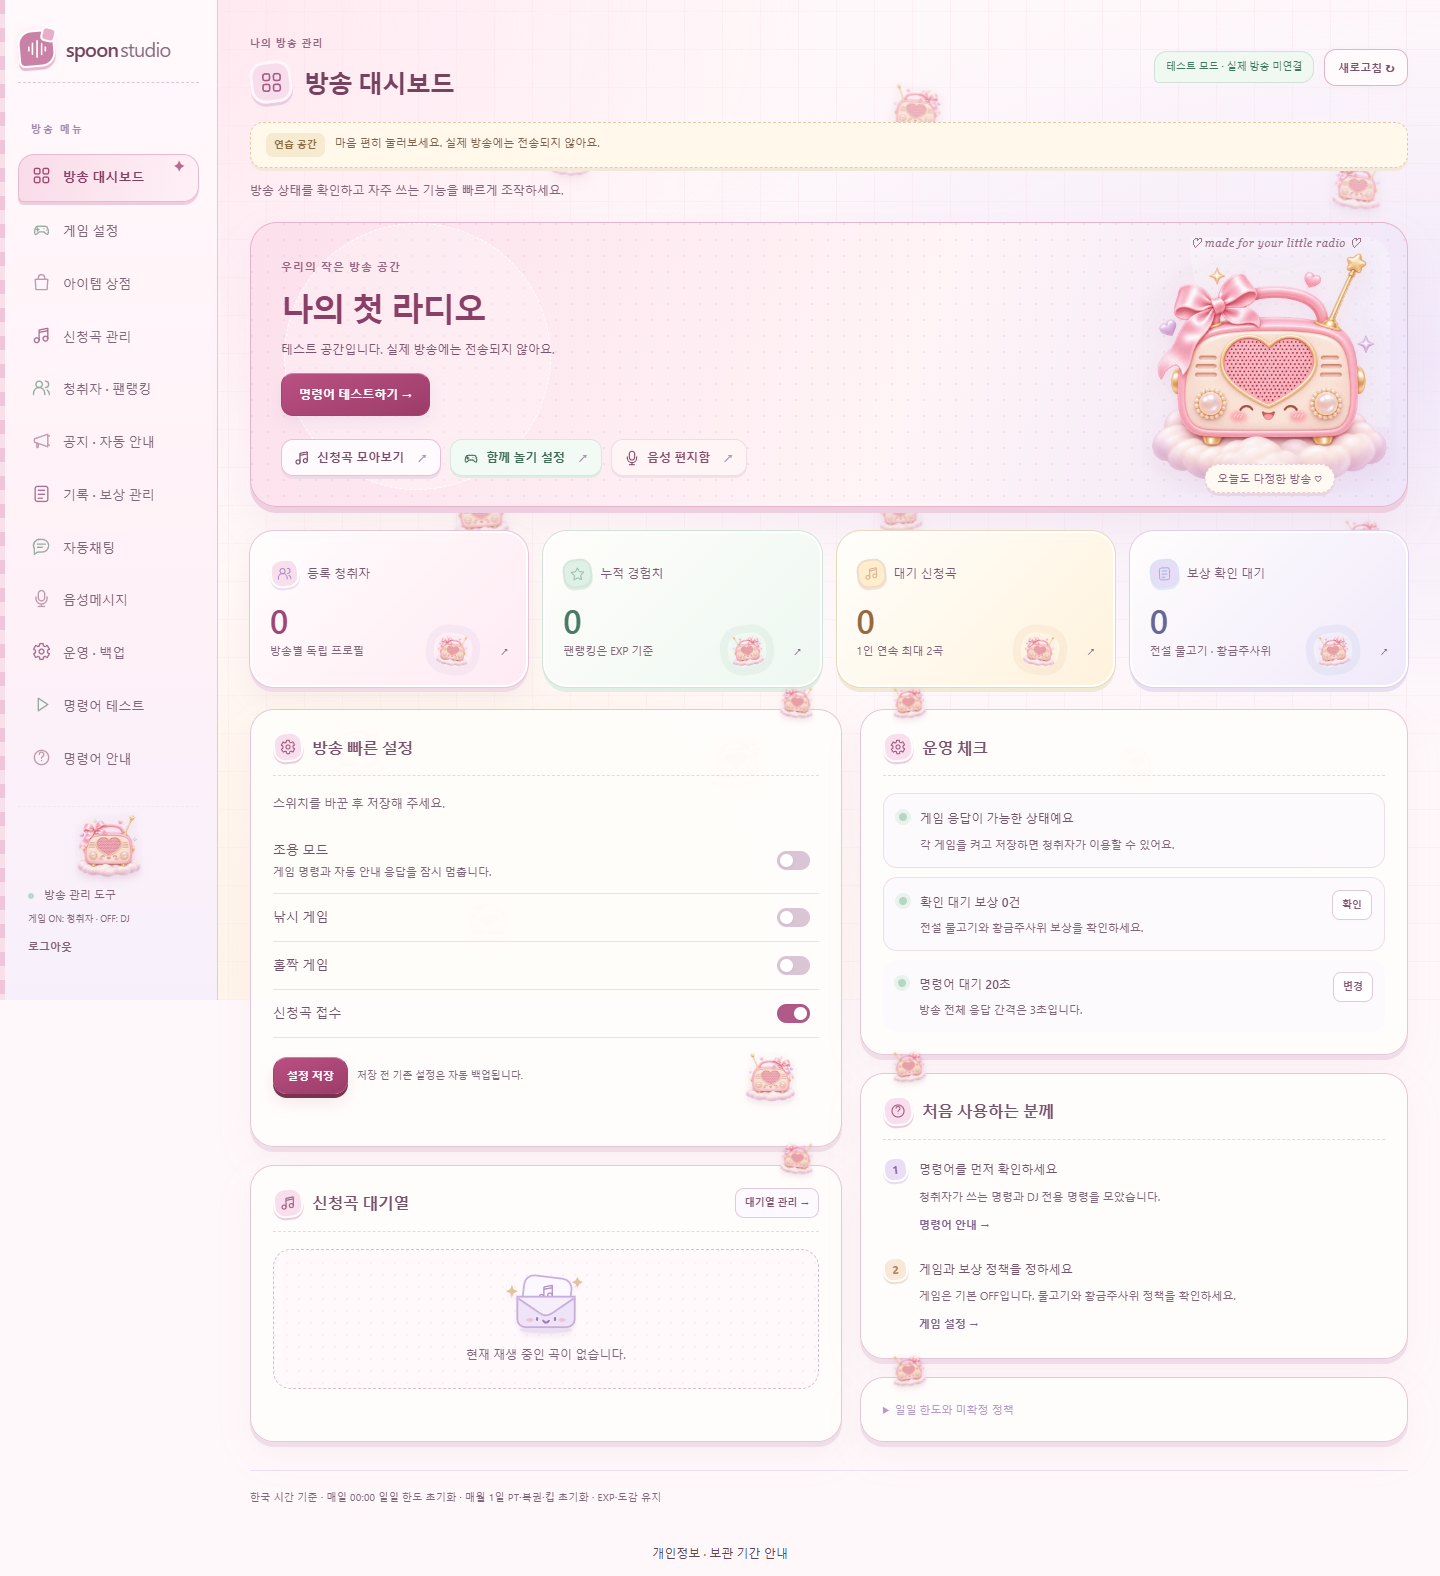 spoon studio
방송 메뉴
방송 대시보드
게임 설정
아이템 상점
신청곡 관리
청취자 · 팬랭킹
공지 · 자동 안내
기록 · 보상 관리
자동채팅
음성메시지
운영 · 백업
명령어 테스트
명령어 안내
방송 관리 도구
게임 ON: 청취자 · OFF: DJ
로그아웃
나의 방송 관리
방송 대시보드
테스트 모드 · 실제 방송 미연결
새로고침 ↻
연습 공간 마음 편히 눌러보세요. 실제 방송에는 전송되지 않아요.
방송 상태를 확인하고 자주 쓰는 기능을 빠르게 조작하세요.
우리의 작은 방송 공간
나의 첫 라디오
테스트 공간입니다. 실제 방송에는 전송되지 않아요.
명령어 테스트하기 →
신청곡 모아보기 ↗
함께 놀기 설정 ↗
음성 편지함 ↗
♡ made for your little radio ♡
오늘도 다정한 방송 ♡
등록 청취자
0
방송별 독립 프로필 ↗
누적 경험치
0
팬랭킹은 EXP 기준 ↗
대기 신청곡
0
1인 연속 최대 2곡 ↗
보상 확인 대기
0
전설 물고기 · 황금주사위 ↗
방송 빠른 설정
스위치를 바꾼 후 저장해 주세요.
조용 모드
게임 명령과 자동 안내 응답을 잠시 멈춥니다.
낚시 게임
홀짝 게임
신청곡 접수
설정 저장
저장 전 기존 설정은 자동 백업됩니다.
신청곡 대기열
대기열 관리 →
현재 재생 중인 곡이 없습니다.
운영 체크
게임 응답이 가능한 상태예요
각 게임을 켜고 저장하면 청취자가 이용할 수 있어요.
확인 대기 보상 0건
전설 물고기와 황금주사위 보상을 확인하세요.
확인
명령어 대기 20초
방송 전체 응답 간격은 3초입니다.
변경
처음 사용하는 분께
1 명령어를 먼저 확인하세요
청취자가 쓰는 명령과 DJ 전용 명령을 모았습니다.
명령어 안내 →
2 게임과 보상 정책을 정하세요
게임은 기본 OFF입니다. 물고기와 황금주사위 정책을 확인하세요.
게임 설정 →
▶ 일일 한도와 미확정 정책
한국 시간 기준 · 매일 00:00 일일 한도 초기화 · 매월 1일 PT·복권·킵 초기화 · EXP·도감 유지
개인정보 · 보관 기간 안내